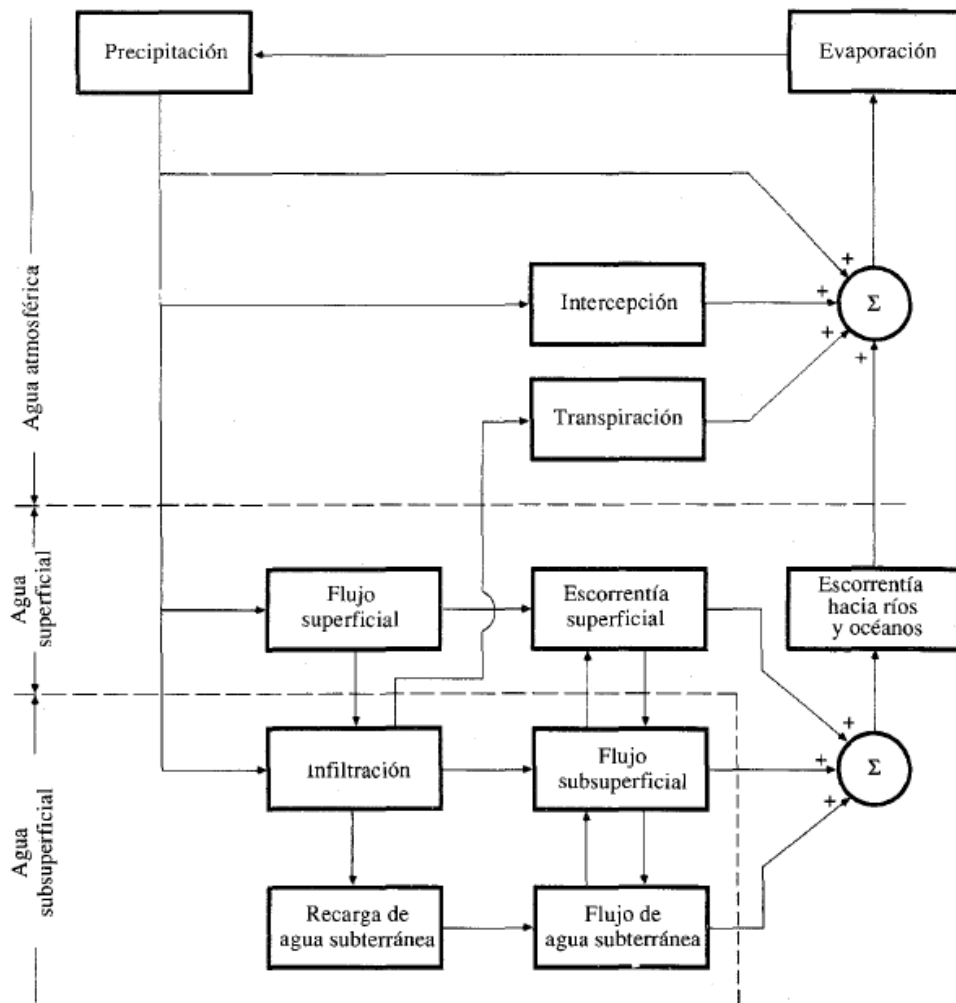 Precipitación
Evaporación
Agua atmosférica
+
Intercepción
+
Σ
+
Transpiración
+
Agua
superficial
Flujo
superficial
Escorrentía
superficial
Escorrentía
hacia ríos
y océanos
Agua
subsuperficial
Infiltración
Flujo
subsuperficial
+
+
Σ
+
Recarga de
agua subterránea
Flujo de
agua subterránea